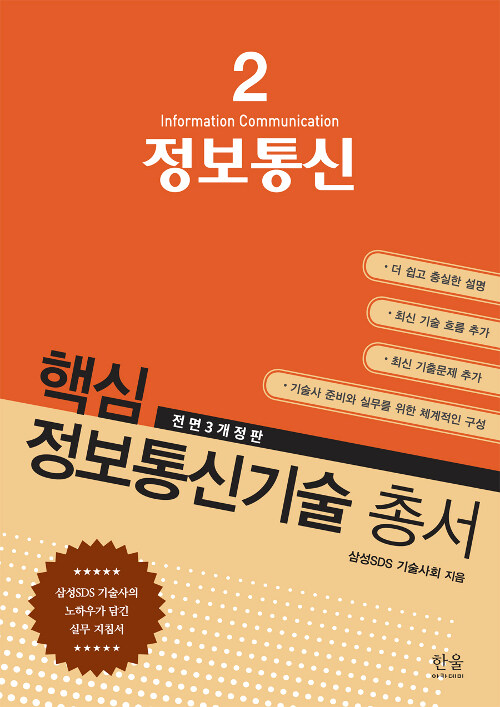 2
Information Communication
정보통신
• 더 쉽고 충실한 설명
• 최신 기술 흐름 추가
• 최신 기출문제 추가
• 기술사 준비와 실무를 위한 체계적인 구성
핵심
전면3개정판
정보통신기술 총서
삼성SDS 기술사회 지음
★★★★★
삼성SDS 기술사의
노하우가 담긴
실무 지침서
★★★★★
한울
아카데미